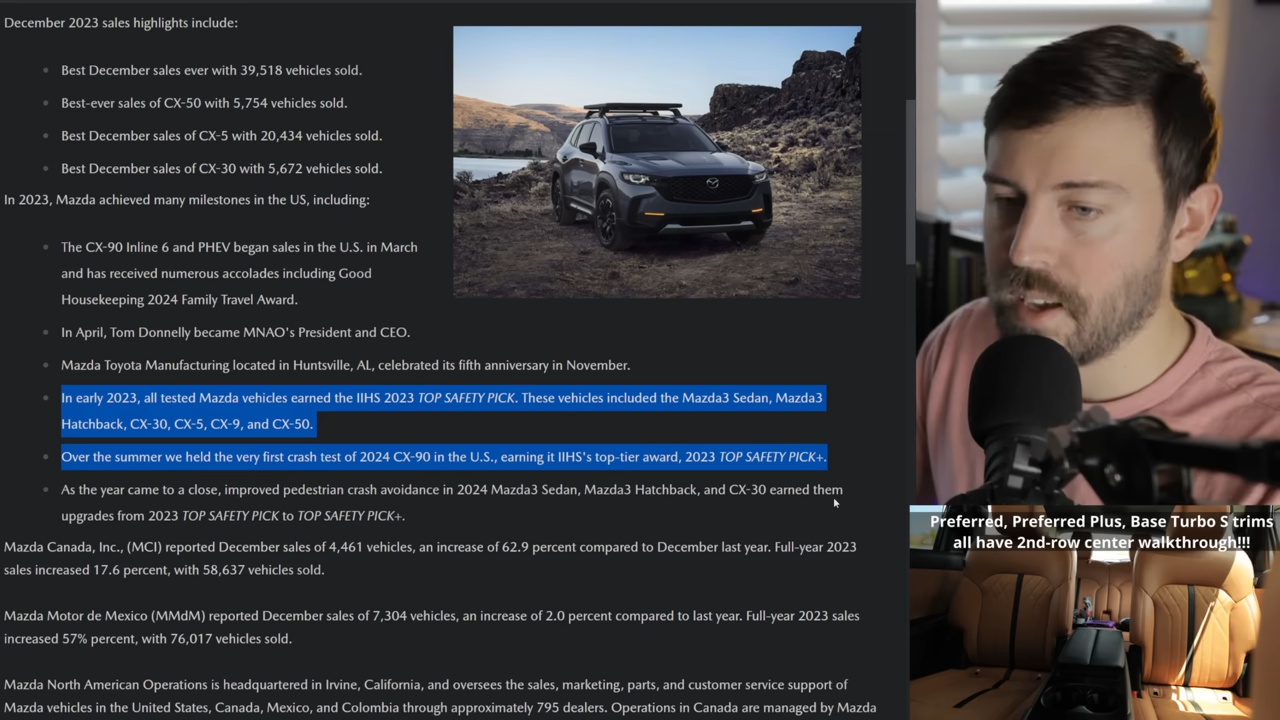 December 2023 sales highlights include:
Best December sales ever with 39,518 vehicles sold.
Best-ever sales of CX-50 with 5,754 vehicles sold.
Best December sales of CX-5 with 20,434 vehicles sold.
Best December sales of CX-30 with 5,672 vehicles sold.
In 2023, Mazda achieved many milestones in the US, including:
The CX-90 Inline 6 and PHEV began sales in the U.S. in March
and has received numerous accolades including Good
Housekeeping 2024 Family Travel Award.
In April, Tom Donnelly became MNAO's President and CEO.
Mazda Toyota Manufacturing located in Huntsville, AL, celebrated its fifth anniversary in November.
In early 2023, all tested Mazda vehicles earned the IIHS 2023 TOP SAFETY PICK. These vehicles included the Mazda3 Sedan, Mazda3
Hatchback, CX-30, CX-5, CX-9, and CX-50.
Over the summer we held the very first crash test of 2024 CX-90 in the U.S., earning it IIHS's top-tier award, 2023 TOP SAFETY PICK+.
As the year came to a close, improved pedestrian crash avoidance in 2024 Mazda3 Sedan, Mazda3 Hatchback, and CX-30 earned them
upgrades from 2023 TOP SAFETY PICK to TOP SAFETY PICK+.
Mazda Canada, Inc., (MCI) reported December sales of 4,461 vehicles, an increase of 62.9 percent compared to December last year. Full-year 2023
sales increased 17.6 percent, with 58,637 vehicles sold.
Mazda Motor de Mexico (MMdM) reported December sales of 7,304 vehicles, an increase of 2.0 percent compared to last year. Full-year 2023 sales
increased 57% percent, with 76,017 vehicles sold.
Mazda North American Operations is headquartered in Irvine, California, and oversees the sales, marketing, parts, and customer service support of
Mazda vehicles in the United States, Canada, Mexico, and Colombia through approximately 795 dealers. Operations in Canada are managed by Mazda
Preferred, Preferred Plus, Base Turbo S trims
all have 2nd-row center walkthrough!!!